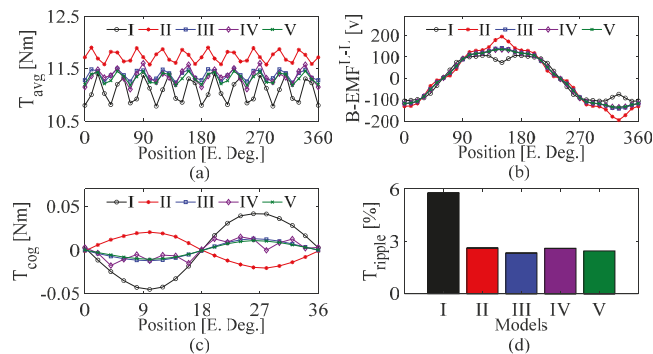 I II III IV V
T_avg [Nm]
12.5
11.5
10.5
0 90 180 270 360
Position [E. Deg.]
(a)
I II III IV V
B-EMF^L-L [v]
200
100
0
-100
-200
0 90 180 270 360
Position [E. Deg.]
(b)
I II III IV V
T_cog [Nm]
0.05
0
-0.05
0 9 18 27 36
Position [E. Deg.]
(c)
T_ripple [%]
6
3
0
I II III IV V
Models
(d)